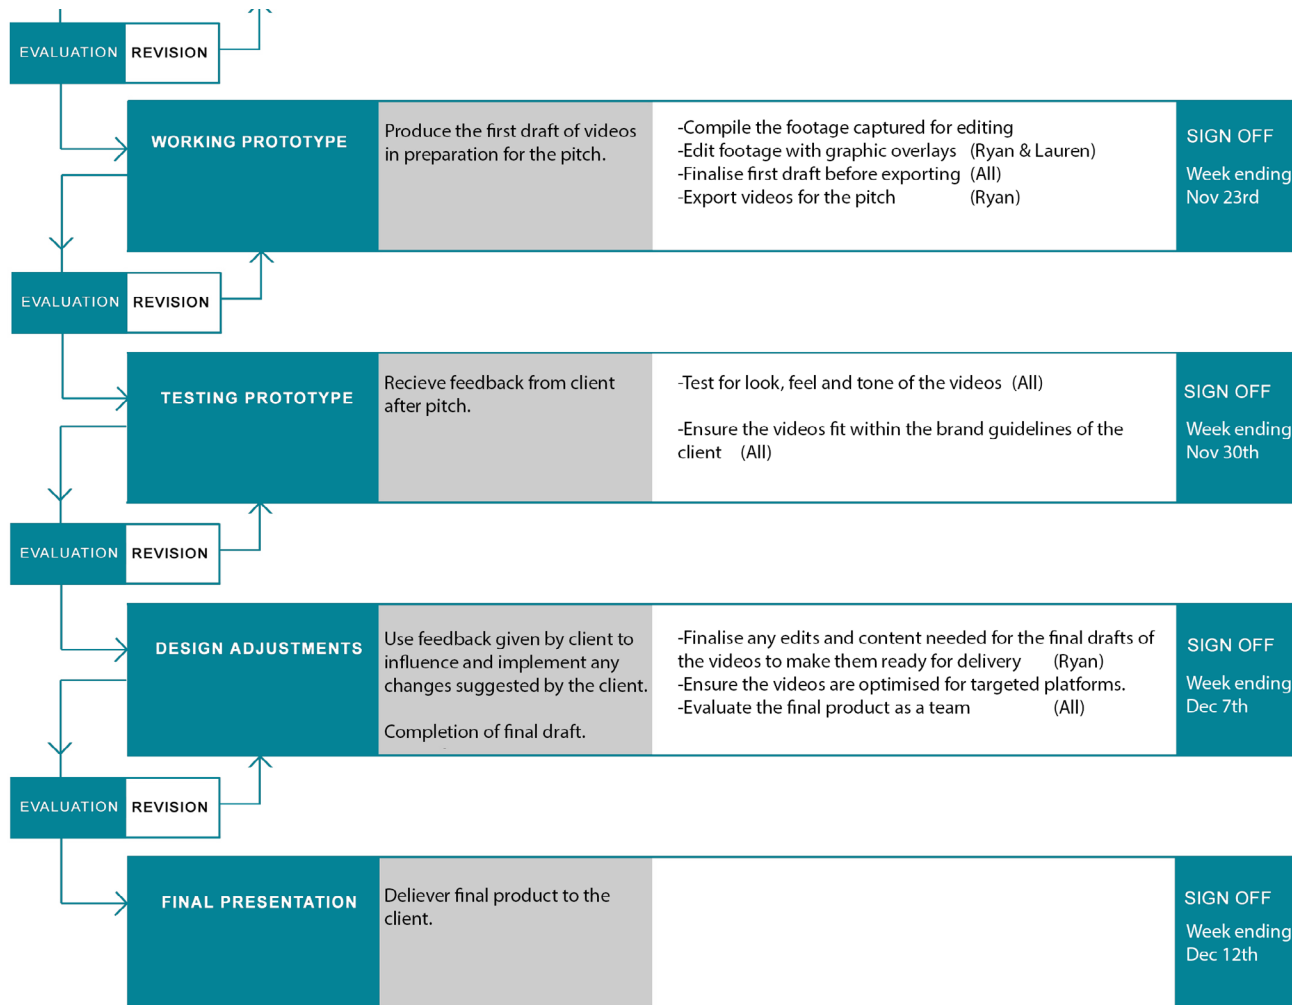 EVALUATION REVISION
WORKING PROTOTYPE
Produce the first draft of videos
in preparation for the pitch.
-Compile the footage captured for editing
-Edit footage with graphic overlays (Ryan & Lauren)
-Finalise first draft before exporting (All)
-Export videos for the pitch (Ryan)
SIGN OFF
Week ending
Nov 23rd
EVALUATION REVISION
TESTING PROTOTYPE
Recieve feedback from client
after pitch.
-Test for look, feel and tone of the videos (All)
-Ensure the videos fit within the brand guidelines of the
client (All)
SIGN OFF
Week ending
Nov 30th
EVALUATION REVISION
DESIGN ADJUSTMENTS
Use feedback given by client to
influence and implement any
changes suggested by the client.
Completion of final draft.
-Finalise any edits and content needed for the final drafts of
the videos to make them ready for delivery (Ryan)
-Ensure the videos are optimised for targeted platforms.
-Evaluate the final product as a team (All)
SIGN OFF
Week ending
Dec 7th
EVALUATION REVISION
FINAL PRESENTATION
Deliever final product to the
client.
SIGN OFF
Week ending
Dec 12th